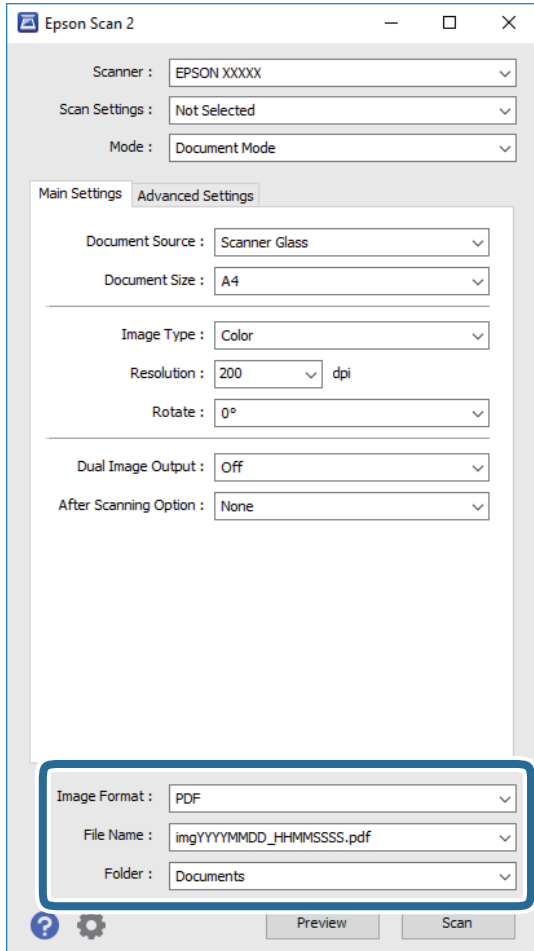 Epson Scan 2
Scanner : EPSON XXXXX
Scan Settings : Not Selected
Mode : Document Mode
Main Settings Advanced Settings
Document Source : Scanner Glass
Document Size : A4
Image Type : Color
Resolution : 200 dpi
Rotate : 0°
Dual Image Output : Off
After Scanning Option : None
Image Format : PDF
File Name : imgYYYYMMDD_HHMMSSSS.pdf
Folder : Documents
? Preview Scan